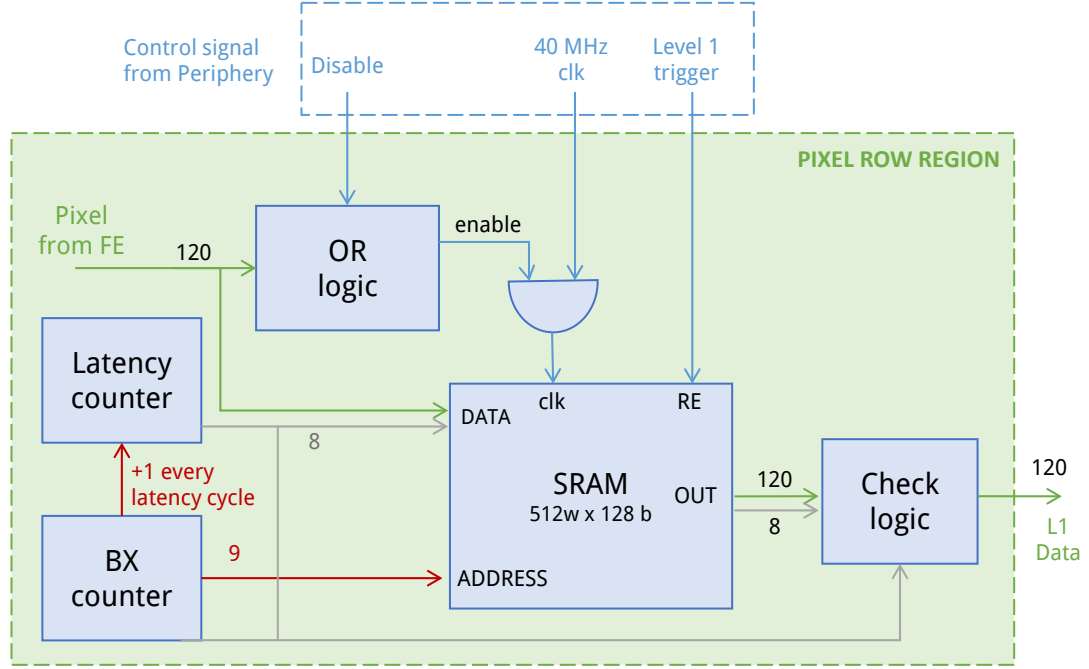 Control signal
from Periphery
Disable
40 MHz
clk
Level 1
trigger
PIXEL ROW REGION
Pixel
from FE
120
OR
logic
enable
Latency
counter
8
+1 every
latency cycle
BX
counter
9
DATA
clk
RE
SRAM
512w x 128 b
OUT
ADDRESS
120
8
Check
logic
120
L1
Data